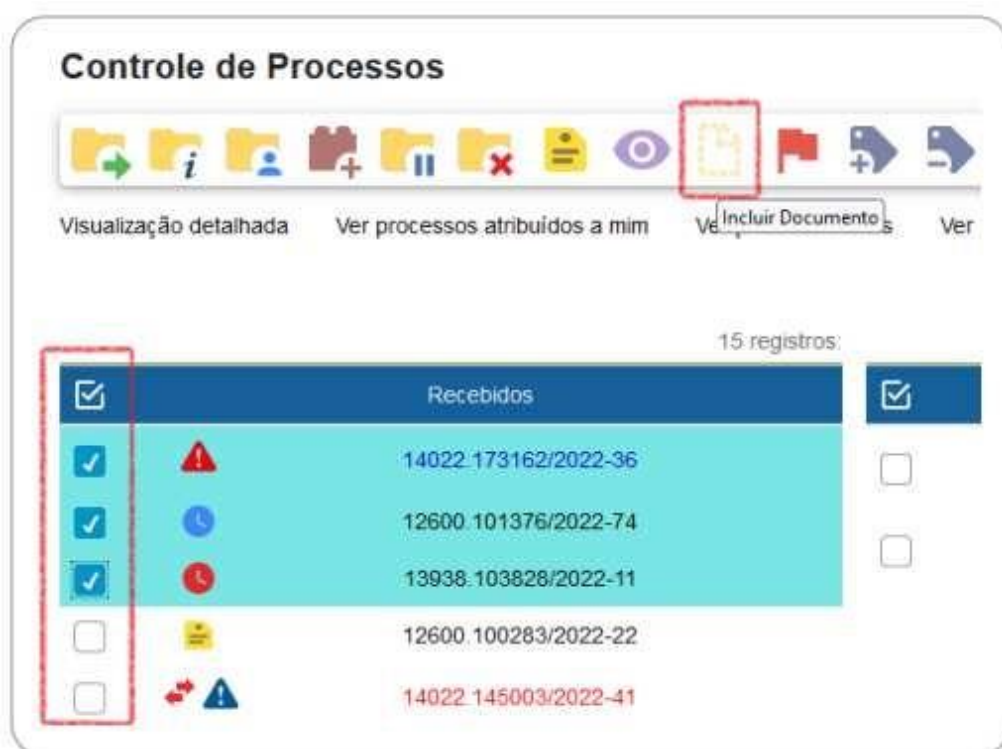 Controle de Processos
Incluir Documento
Visualização detalhada Ver processos atribuídos a mim Ver s Ver
15 registros:
Recebidos
14022.173162/2022-36
12600.101376/2022-74
13938.103828/2022-11
12600.100283/2022-22
14022.145003/2022-41